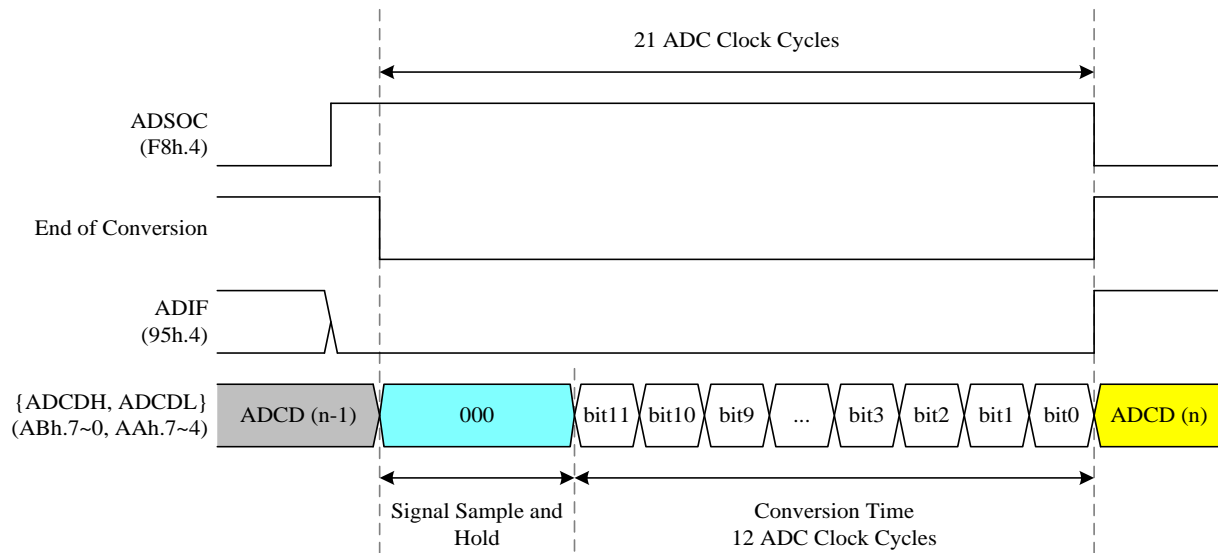 21 ADC Clock Cycles
ADSOC
(F8h.4)
End of Conversion
ADIF
(95h.4)
{ADCDH, ADCDL}
(ABh.7~0, AAh.7~4)
ADCD (n-1)
000
bit11
bit10
bit9
...
bit3
bit2
bit1
bit0
ADCD (n)
Signal Sample and
Hold
Conversion Time
12 ADC Clock Cycles